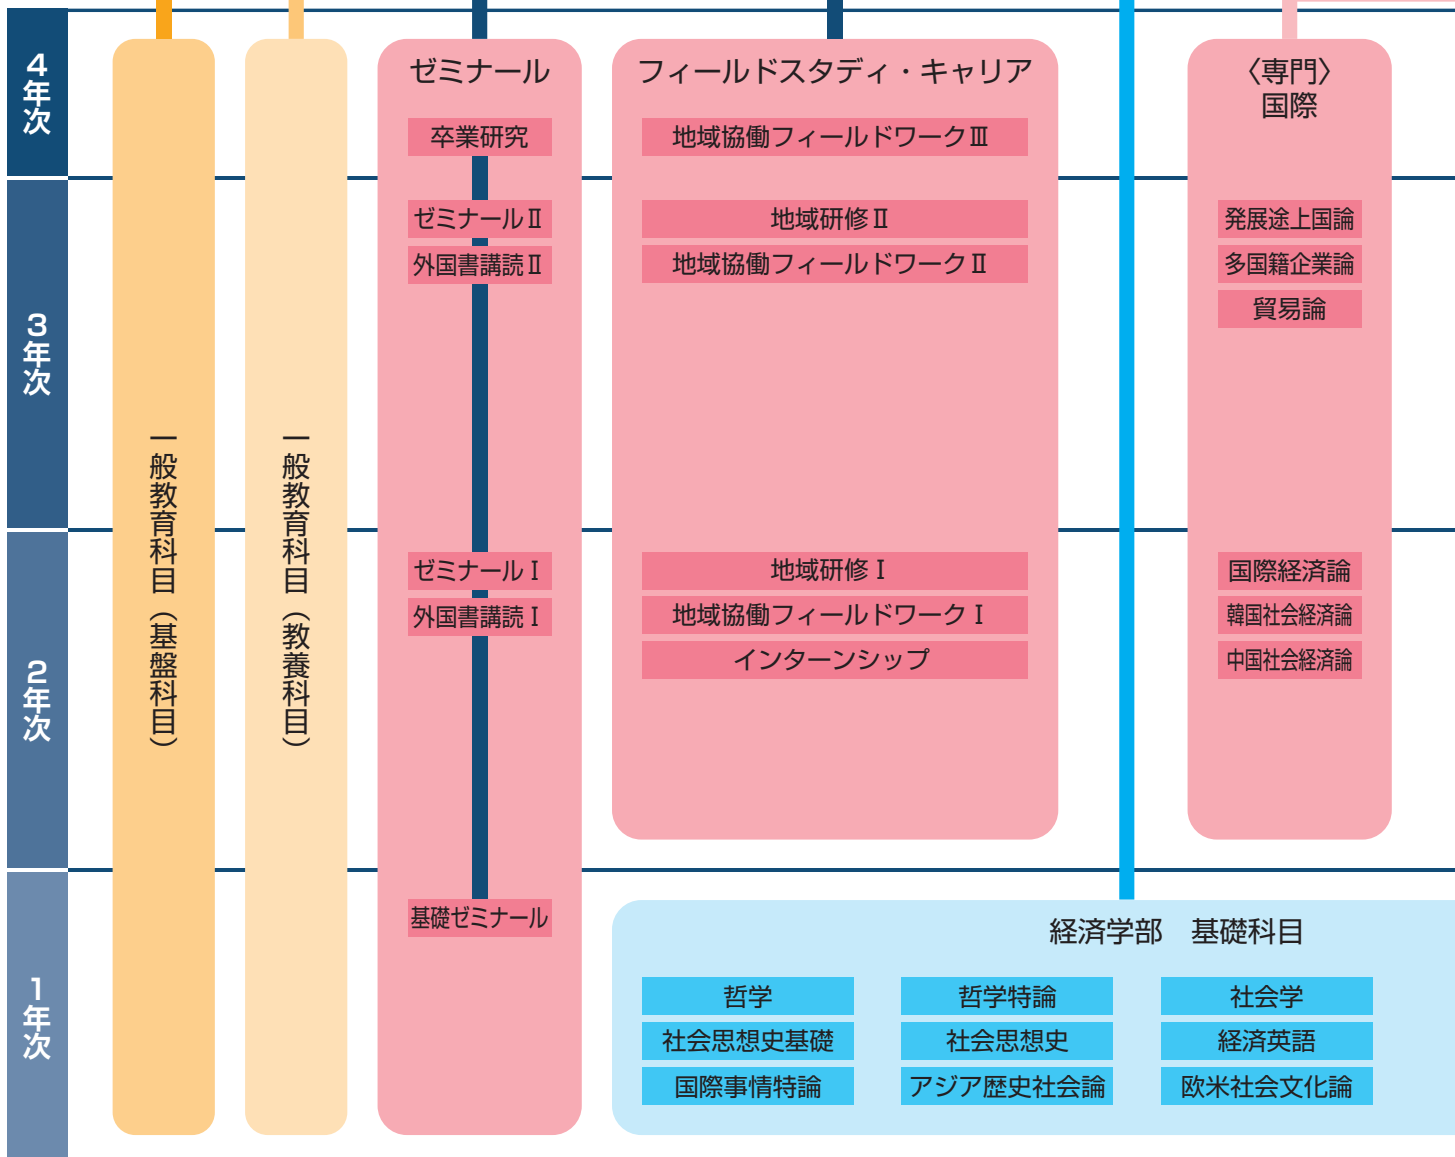 4年次
3年次
2年次
1年次
一般教育科目（基盤科目）
一般教育科目（教養科目）
ゼミナール
卒業研究
ゼミナールⅡ
外国書講読Ⅱ
ゼミナールⅠ
外国書講読Ⅰ
基礎ゼミナール
フィールドスタディ・キャリア
地域協働フィールドワークⅢ
地域研修Ⅱ
地域協働フィールドワークⅡ
地域研修Ⅰ
地域協働フィールドワークⅠ
インターンシップ
〈専門〉
国際
発展途上国論
多国籍企業論
貿易論
国際経済論
韓国社会経済論
中国社会経済論
経済学部　基礎科目
哲学
哲学特論
社会学
社会思想史基礎
社会思想史
経済英語
国際事情特論
アジア歴史社会論
欧米社会文化論